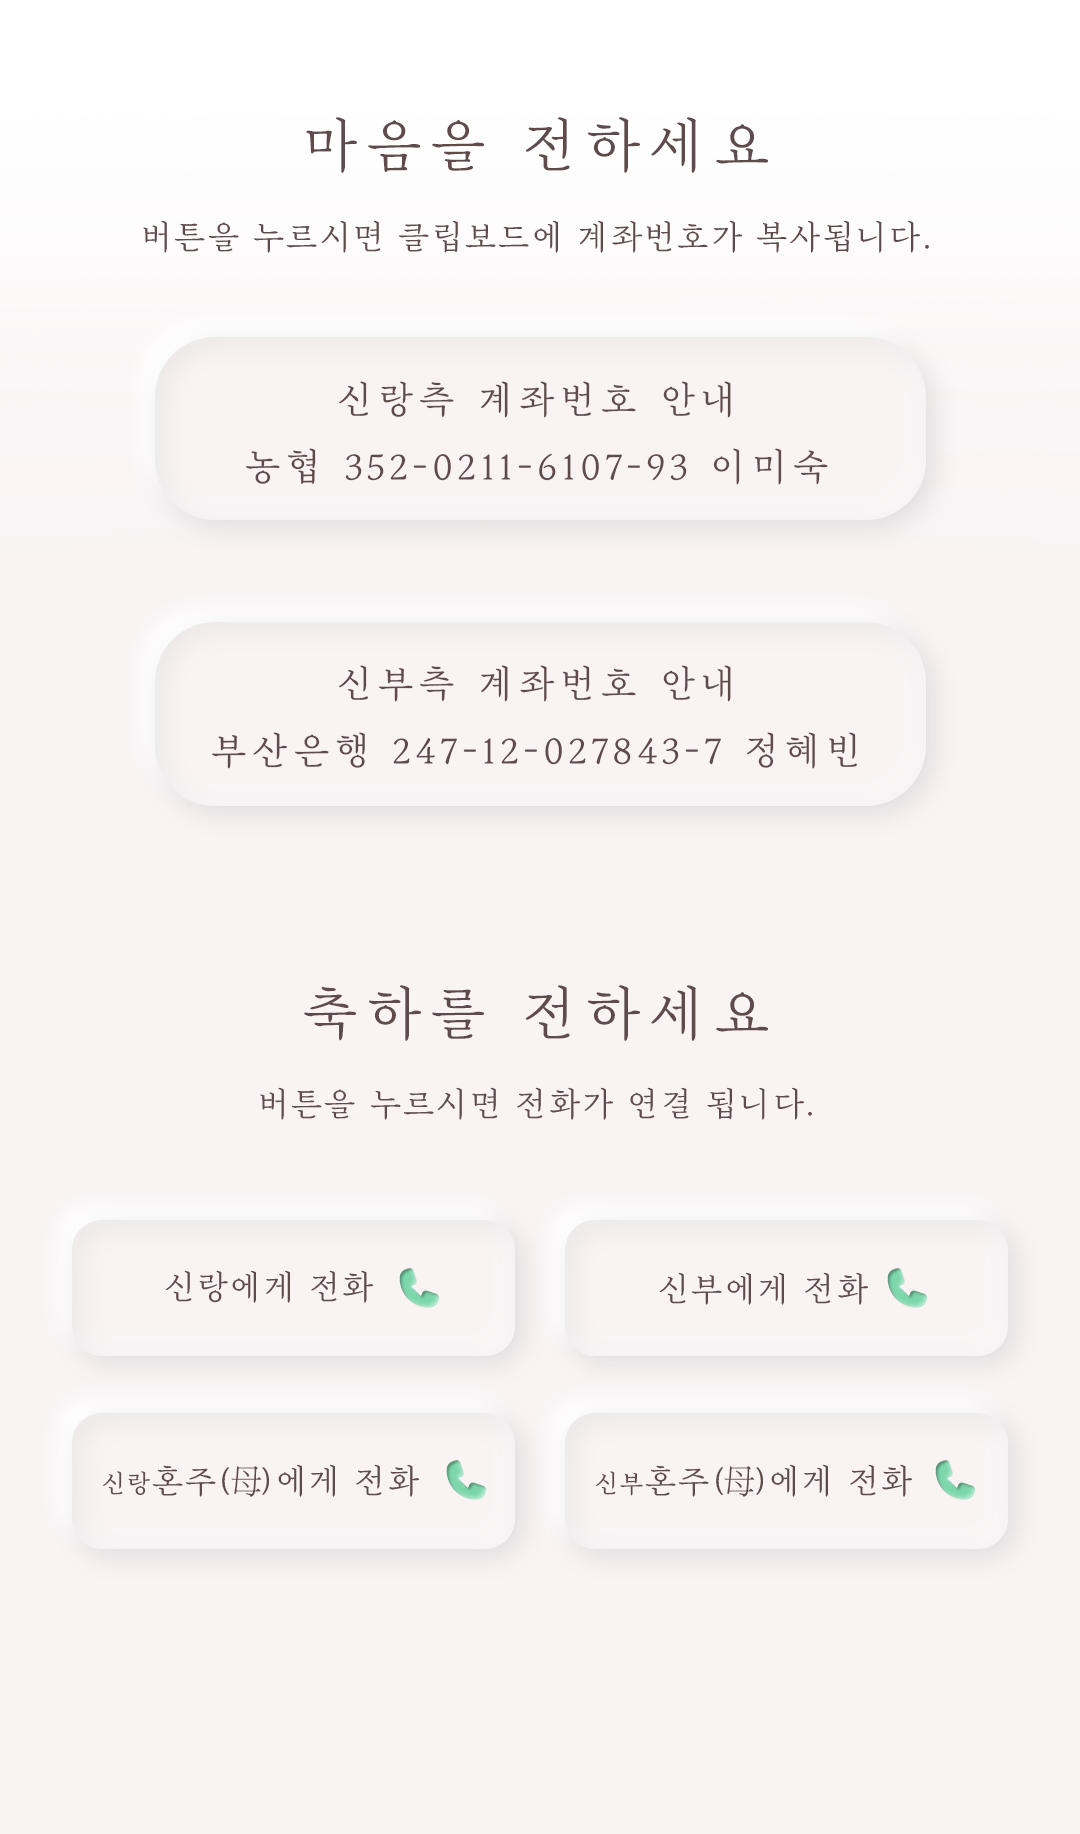 마음을 전하세요
버튼을 누르시면 클립보드에 계좌번호가 복사됩니다.
신랑측 계좌번호 안내
농협 352-0211-6107-93 이미숙
신부측 계좌번호 안내
부산은행 247-12-027843-7 정혜빈
축하를 전하세요
버튼을 누르시면 전화가 연결 됩니다.
신랑에게 전화
신부에게 전화
신랑혼주(母)에게 전화
신부혼주(母)에게 전화